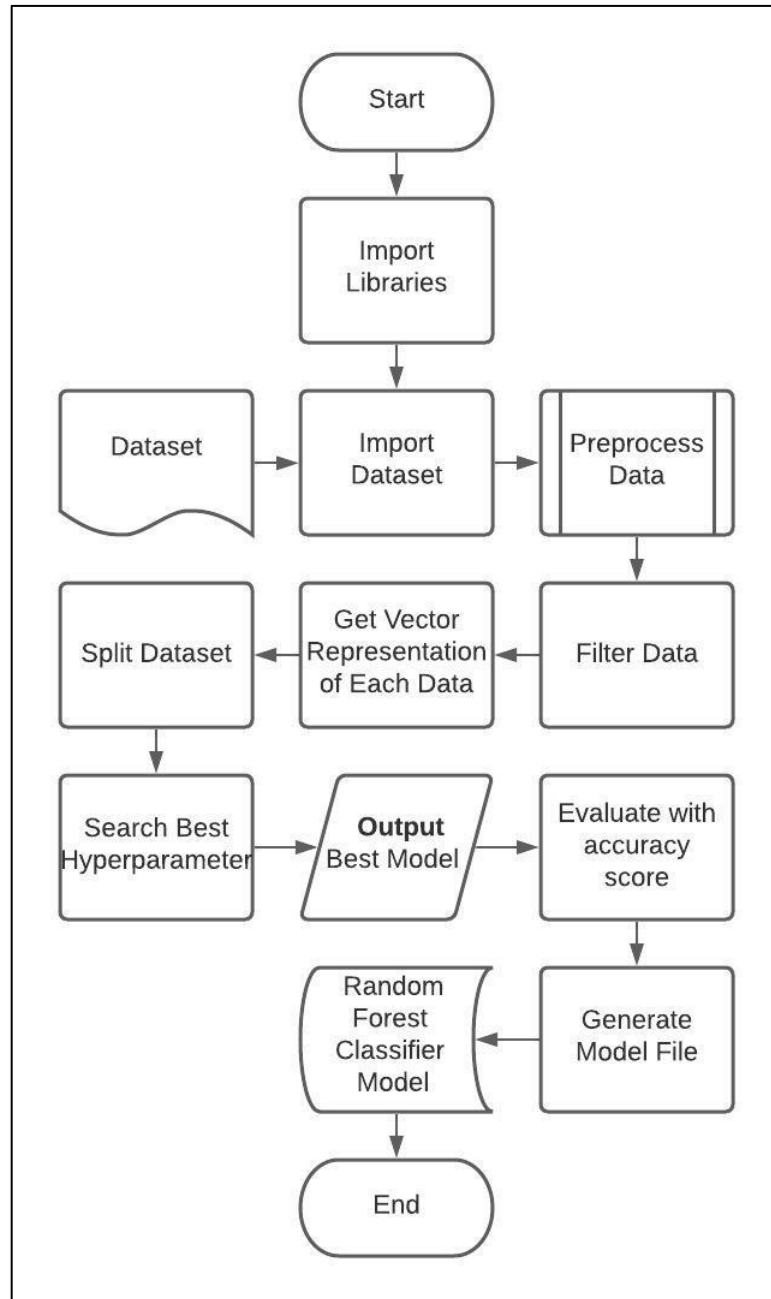 Start
Import
Libraries
Dataset
Import
Dataset
Preprocess
Data
Filter Data
Get Vector
Representation
of Each Data
Split Dataset
Search Best
Hyperparameter
Output
Best Model
Evaluate with
accuracy
score
Generate
Model File
Random
Forest
Classifier
Model
End